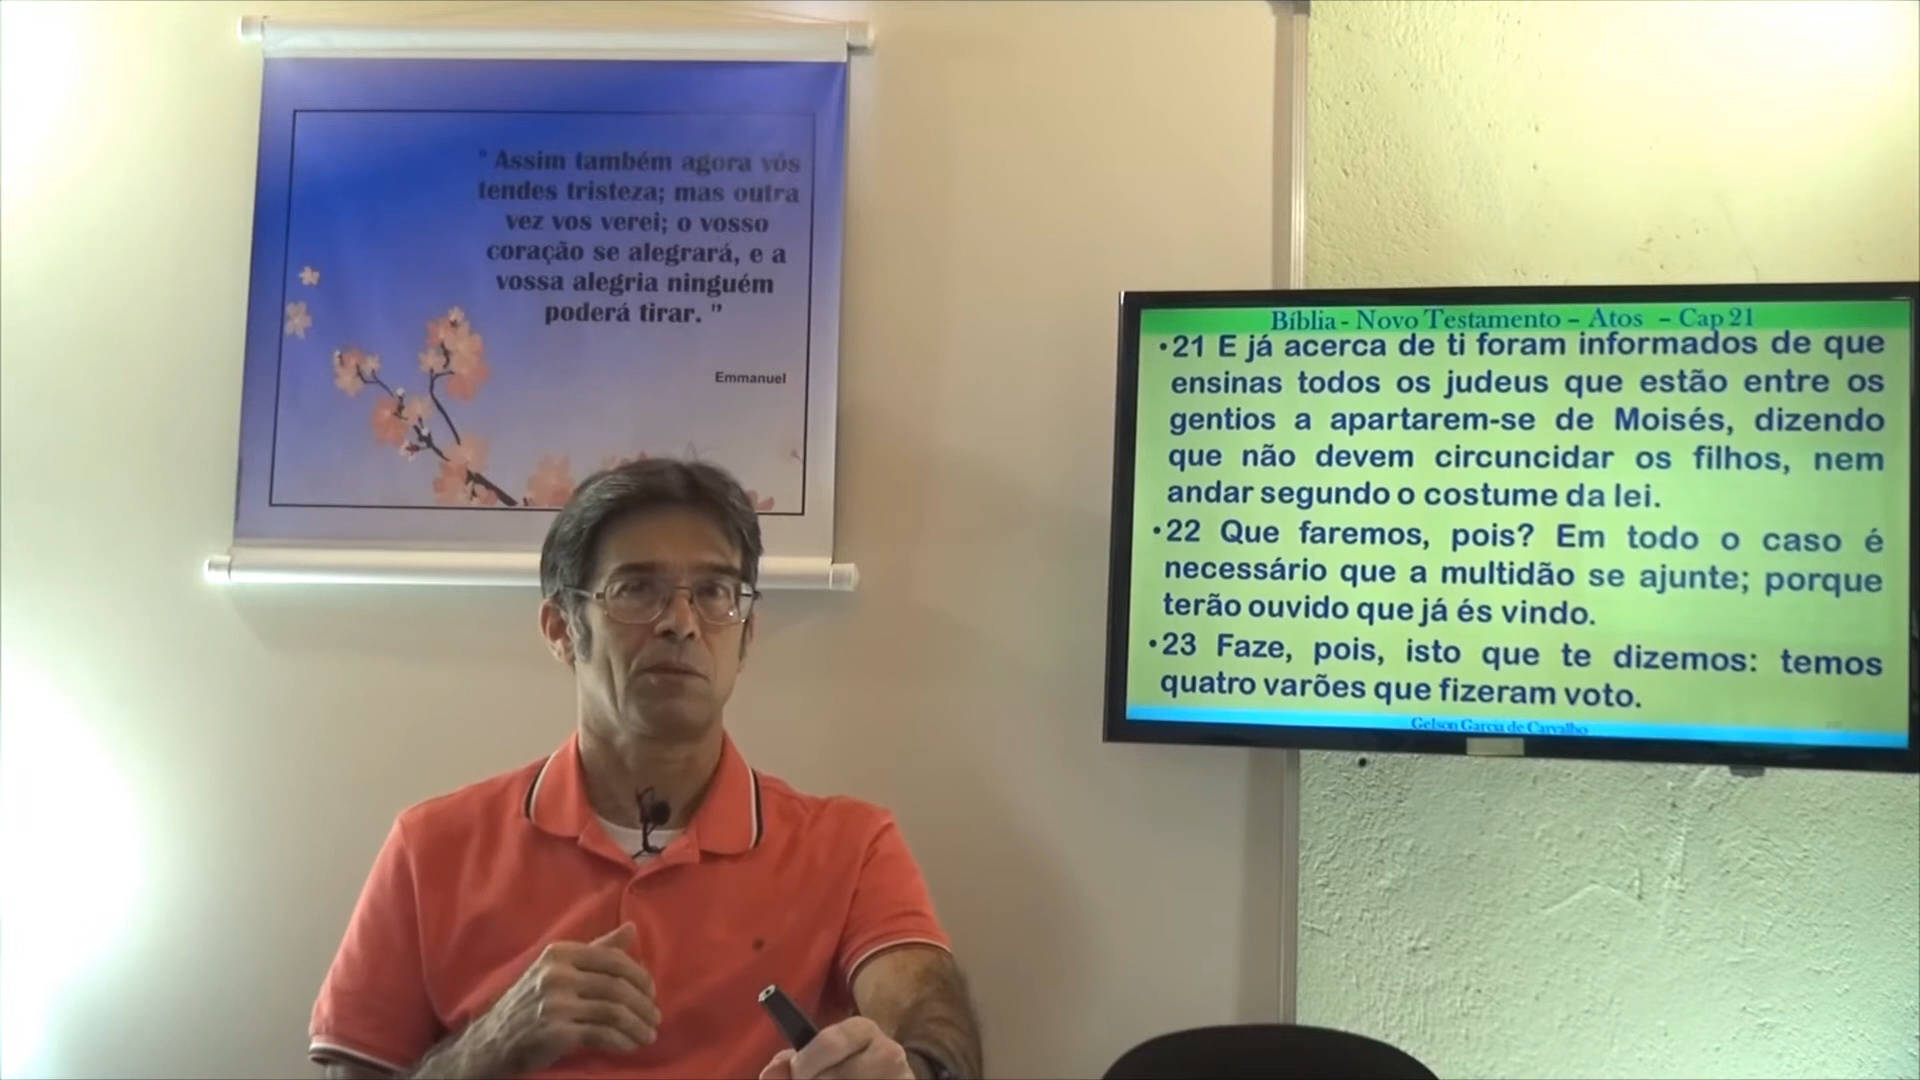 " Assim também agora vós
tendes tristeza; mas outra
vez vos verei; o vosso
coração se alegrará, e a
vossa alegria ninguém
poderá tirar. "
Emmanuel
Bíblia - Novo Testamento – Atos – Cap 21
•21 E já acerca de ti foram informados de que
ensinas todos os judeus que estão entre os
gentios a apartarem-se de Moisés, dizendo
que não devem circuncidar os filhos, nem
andar segundo o costume da lei.
•22 Que faremos, pois? Em todo o caso é
necessário que a multidão se ajunte; porque
terão ouvido que já és vindo.
•23 Faze, pois, isto que te dizemos: temos
quatro varões que fizeram voto.
Gelson Garcia de Carvalho